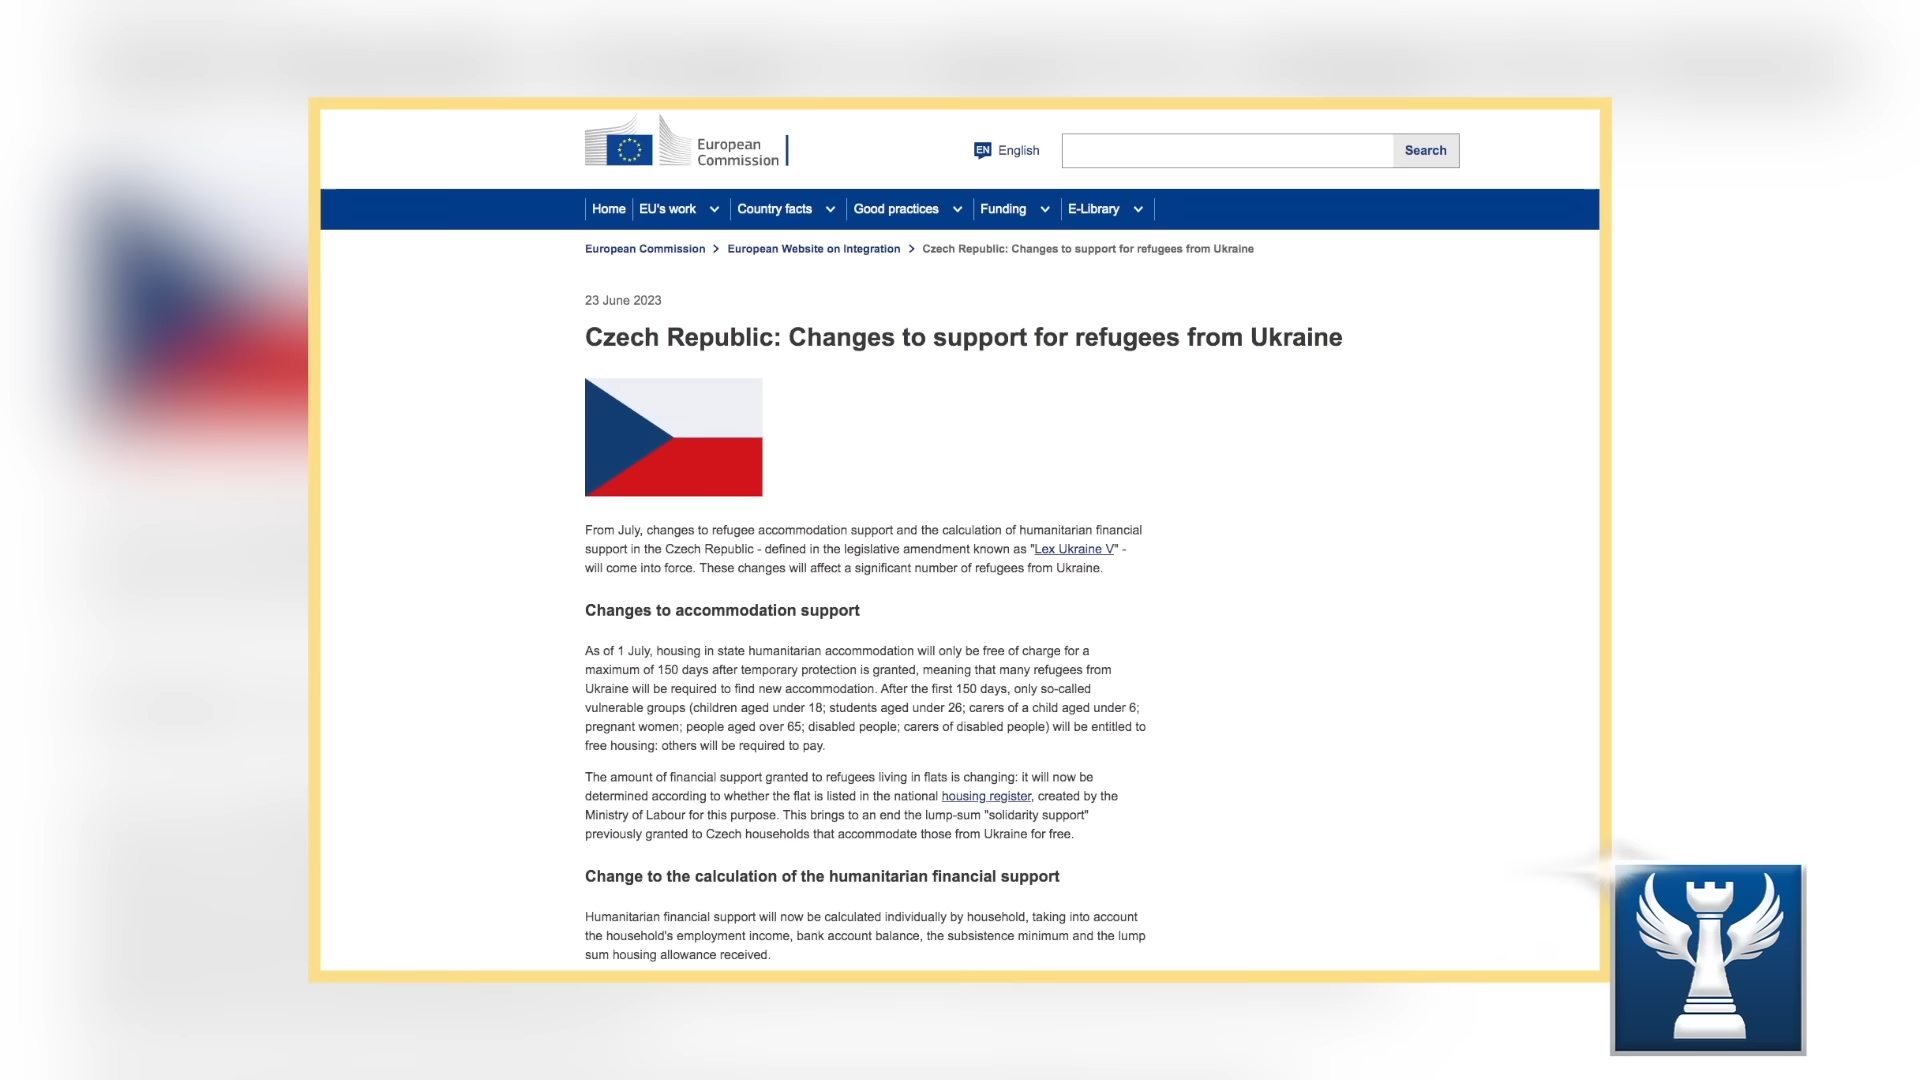 European
Commission
EN English
Search
Home EU's work Country facts Good practices Funding E-Library
European Commission > European Website on Integration > Czech Republic: Changes to support for refugees from Ukraine
23 June 2023
Czech Republic: Changes to support for refugees from Ukraine
From July, changes to refugee accommodation support and the calculation of humanitarian financial
support in the Czech Republic - defined in the legislative amendment known as "Lex Ukraine V" -
will come into force. These changes will affect a significant number of refugees from Ukraine.
Changes to accommodation support
As of 1 July, housing in state humanitarian accommodation will only be free of charge for a
maximum of 150 days after temporary protection is granted, meaning that many refugees from
Ukraine will be required to find new accommodation. After the first 150 days, only so-called
vulnerable groups (children aged under 18; students aged under 26; carers of a child aged under 6;
pregnant women; people aged over 65; disabled people; carers of disabled people) will be entitled to
free housing: others will be required to pay.
The amount of financial support granted to refugees living in flats is changing: it will now be
determined according to whether the flat is listed in the national housing register, created by the
Ministry of Labour for this purpose. This brings to an end the lump-sum "solidarity support"
previously granted to Czech households that accommodate those from Ukraine for free.
Change to the calculation of the humanitarian financial support
Humanitarian financial support will now be calculated individually by household, taking into account
the household's employment income, bank account balance, the subsistence minimum and the lump
sum housing allowance received.